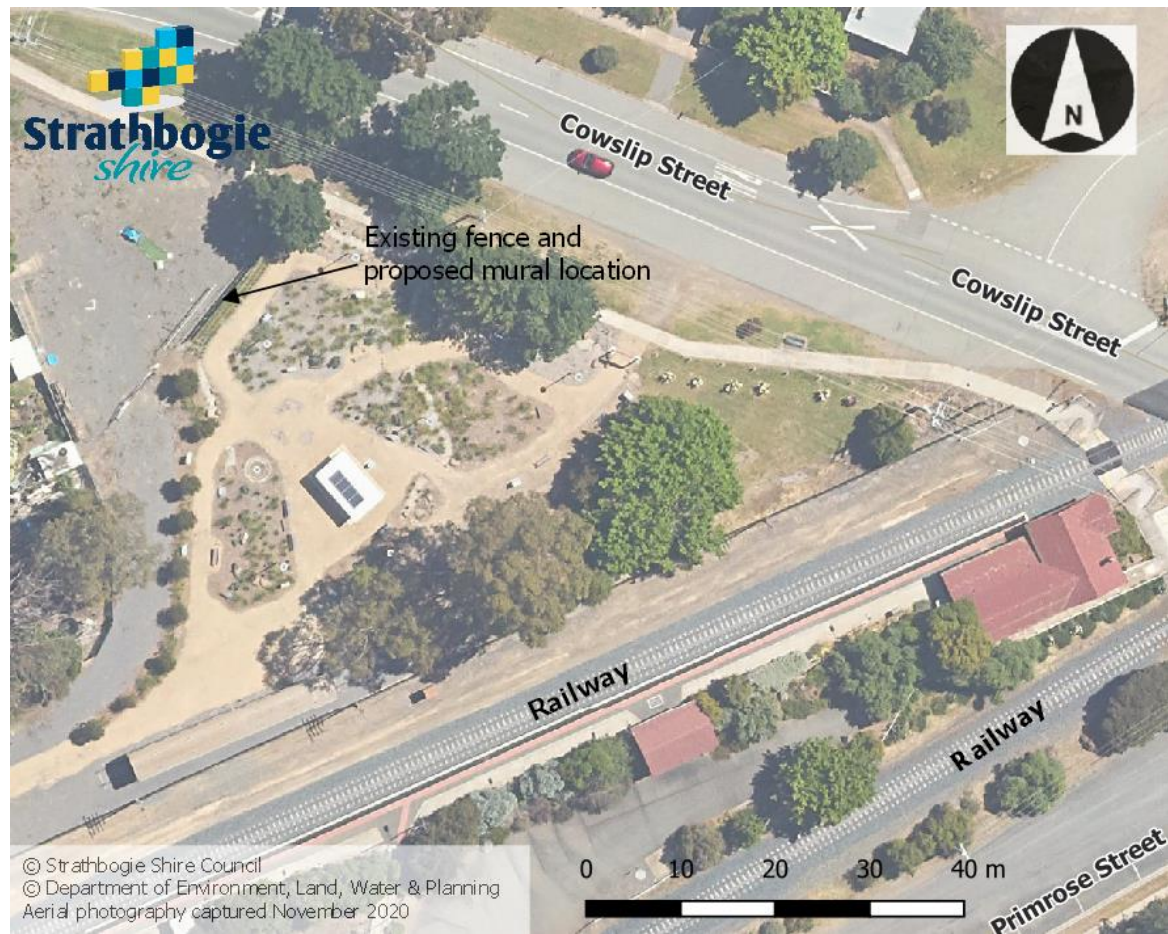 Strathbogie
shire
N
Cowslip Street
Existing fence and
proposed mural location
Cowslip Street
Railway
Railway
Primrose Street
0 10 20 30 40 m
© Strathbogie Shire Council
© Department of Environment, Land, Water & Planning
Aerial photography captured November 2020